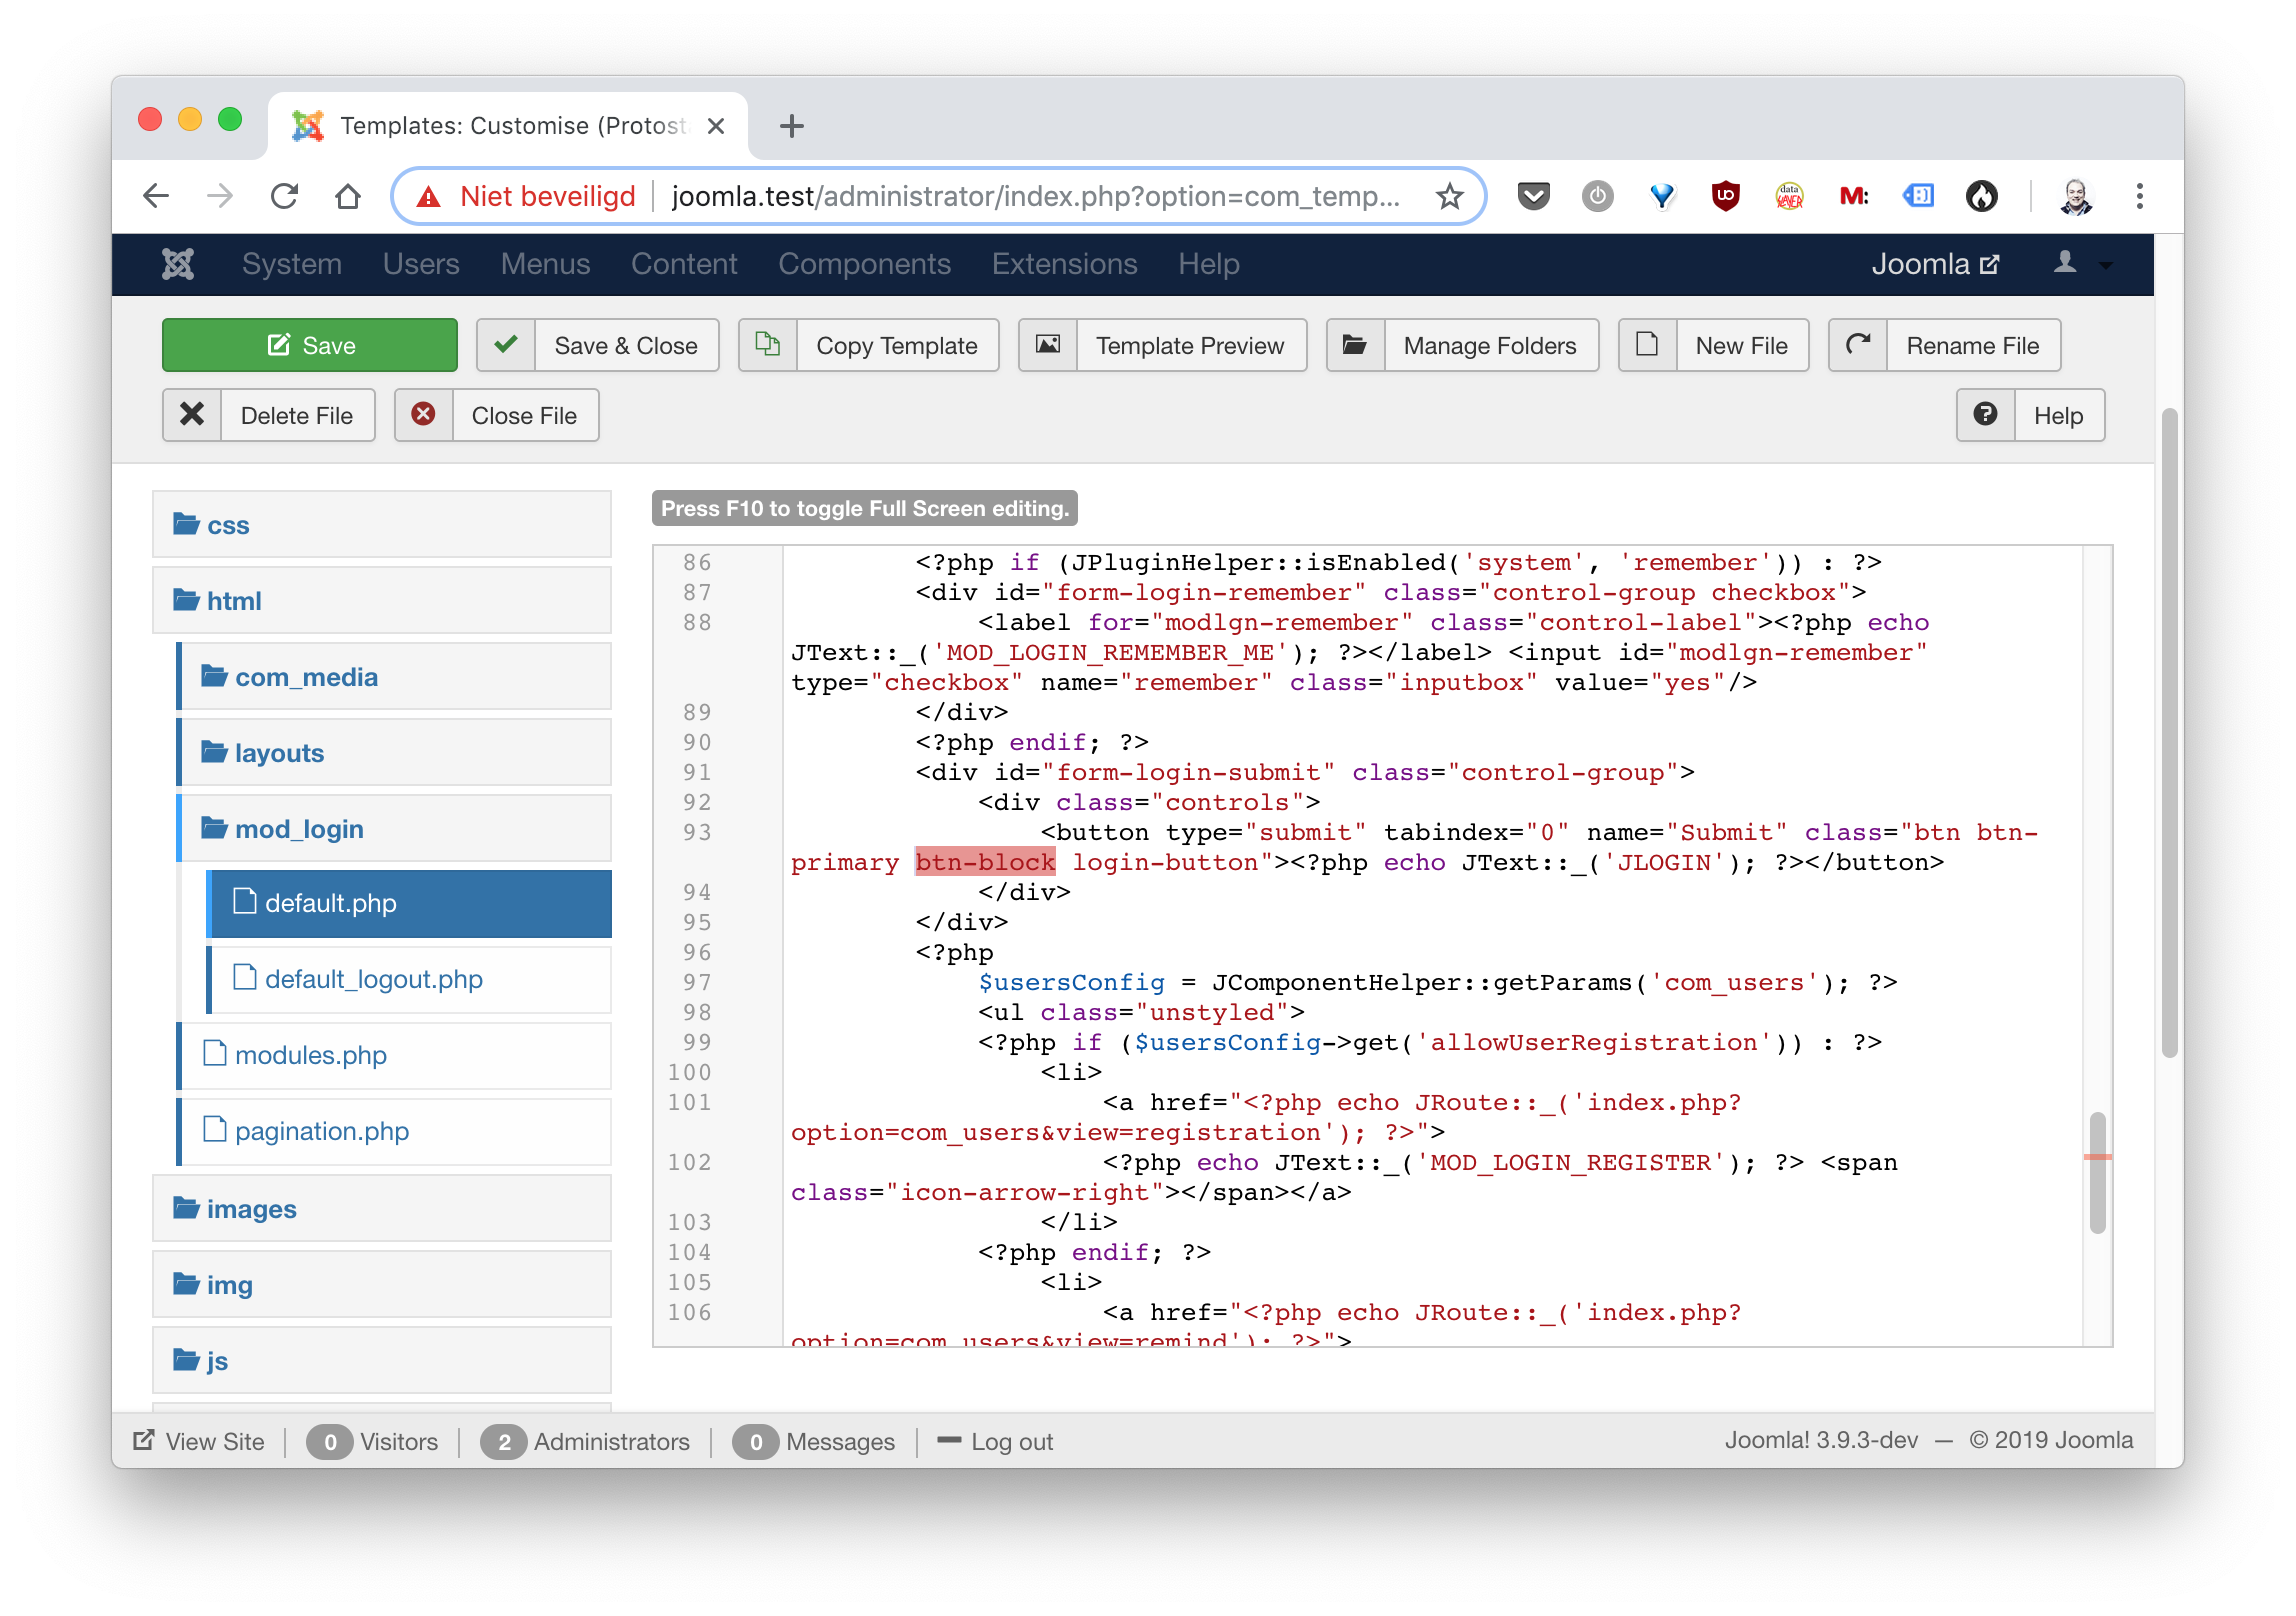 Templates: Customise (Protost
Niet beveiligd joomla.test/administrator/index.php?option=com_temp...
System Users Menus Content Components Extensions Help Joomla
Save Save & Close Copy Template Template Preview Manage Folders New File Rename File
Delete File Close File Help
css
html
com_media
layouts
mod_login
default.php
default_logout.php
modules.php
pagination.php
images
img
js
Press F10 to toggle Full Screen editing.
86 <?php if (JPluginHelper::isEnabled('system', 'remember')) : ?>
87 <div id="form-login-remember" class="control-group checkbox">
88 <label for="modlgn-remember" class="control-label"><?php echo
JText::_('MOD_LOGIN_REMEMBER_ME'); ?></label> <input id="modlgn-remember"
type="checkbox" name="remember" class="inputbox" value="yes"/>
89 </div>
90 <?php endif; ?>
91 <div id="form-login-submit" class="control-group">
92 <div class="controls">
93 <button type="submit" tabindex="0" name="Submit" class="btn btn-
primary btn-block login-button"><?php echo JText::_('JLOGIN'); ?></button>
94 </div>
95 </div>
96 <?php
97 $usersConfig = JComponentHelper::getParams('com_users'); ?>
98 <ul class="unstyled">
99 <?php if ($usersConfig->get('allowUserRegistration')) : ?>
100 <li>
101 <a href="<?php echo JRoute::_('index.php?
option=com_users&view=registration'); ?>">
102 <?php echo JText::_('MOD_LOGIN_REGISTER'); ?> <span
class="icon-arrow-right"></span></a>
103 </li>
104 <?php endif; ?>
105 <li>
106 <a href="<?php echo JRoute::_('index.php?
option=com_users&view=remind'); ?>">
View Site 0 Visitors 2 Administrators 0 Messages Log out Joomla! 3.9.3-dev — © 2019 Joomla